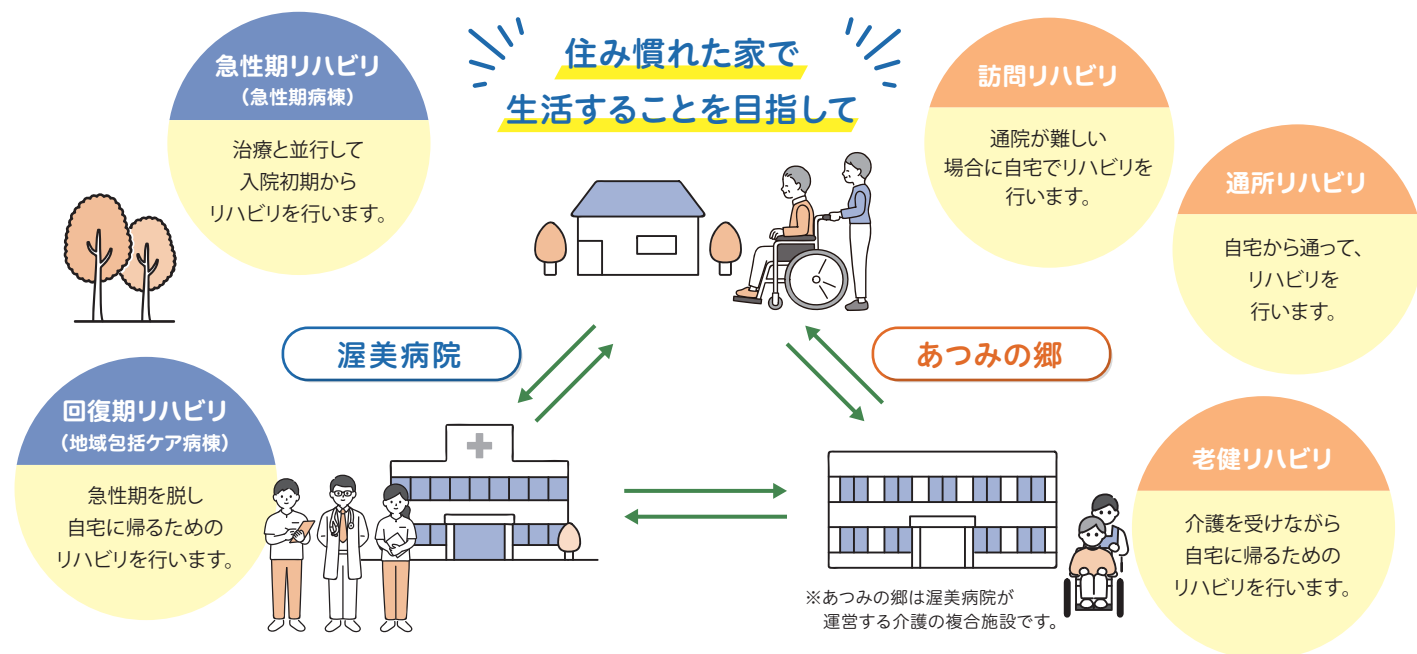 住み慣れた家で
生活することを目指して
急性期リハビリ
（急性期病棟）
治療と並行して
入院初期から
リハビリを行います。
訪問リハビリ
通院が難しい
場合に自宅でリハビリを
行います。
通所リハビリ
自宅から通って、
リハビリを
行います。
渥美病院
あつみの郷
回復期リハビリ
（地域包括ケア病棟）
急性期を脱し
自宅に帰るための
リハビリを行います。
老健リハビリ
介護を受けながら
自宅に帰るための
リハビリを行います。
※あつみの郷は渥美病院が
運営する介護の複合施設です。